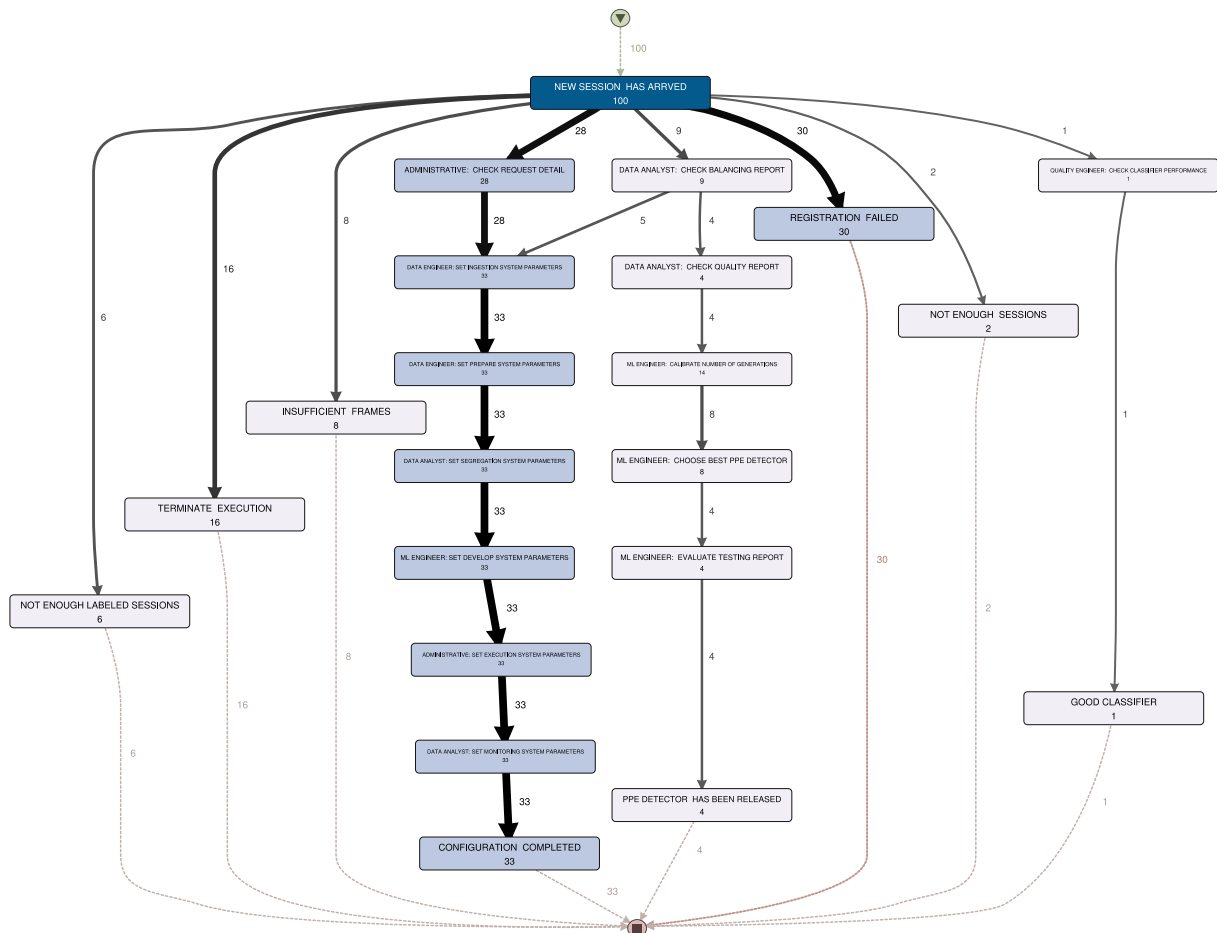 100
NEW SESSION HAS ARRVED
100
28
9
30
1
2
8
16
6
ADMINISTRATIVE: CHECK REQUEST DETAIL
28
DATA ANALYST: CHECK BALANCING REPORT
9
QUALITY ENGINEER: CHECK CLASSIFIER PERFORMANCE
1
REGISTRATION FAILED
30
28
5
4
DATA ENGINEER: SET INGESTION SYSTEM PARAMETERS
33
DATA ANALYST: CHECK QUALITY REPORT
4
NOT ENOUGH SESSIONS
2
33
4
DATA ENGINEER: SET PREPARE SYSTEM PARAMETERS
33
ML ENGINEER: CALIBRATE NUMBER OF GENERATIONS
14
INSUFFICIENT FRAMES
8
33
8
1
DATA ANALYST: SET SEGREGATION SYSTEM PARAMETERS
33
ML ENGINEER: CHOOSE BEST PPE DETECTOR
8
TERMINATE EXECUTION
16
33
4
ML ENGINEER: SET DEVELOP SYSTEM PARAMETERS
33
ML ENGINEER: EVALUATE TESTING REPORT
4
30
NOT ENOUGH LABELED SESSIONS
6
33
2
ADMINISTRATIVE: SET EXECUTION SYSTEM PARAMETERS
33
8
4
GOOD CLASSIFIER
1
16
33
DATA ANALYST: SET MONITORING SYSTEM PARAMETERS
33
6
33
PPE DETECTOR HAS BEEN RELEASED
4
1
CONFIGURATION COMPLETED
33
4
33